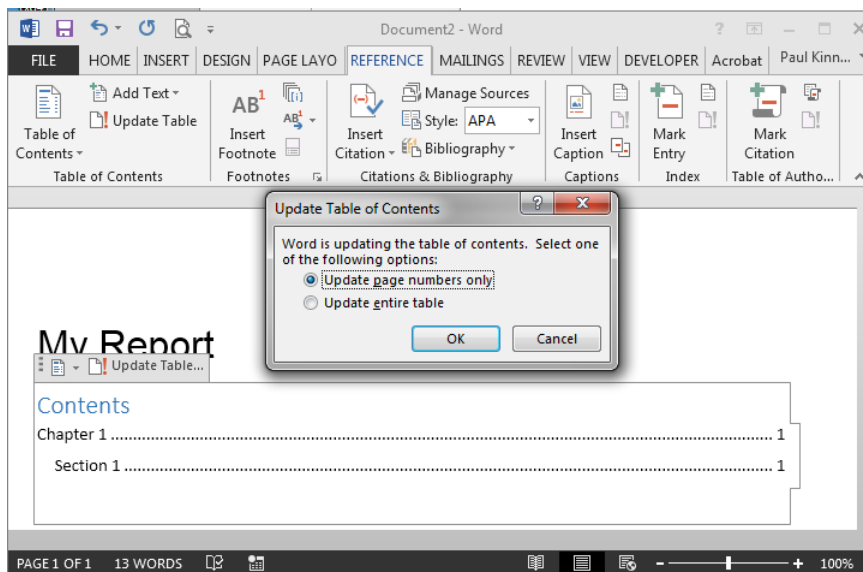 Document2 - Word
FILE HOME INSERT DESIGN PAGE LAYO REFERENCE MAILINGS REVIEW VIEW DEVELOPER Acrobat Paul Kinn...
Table of Contents
Add Text
Update Table
Table of Contents
AB1
Insert Footnote
AB1
Footnotes
Insert Citation
Manage Sources
Style: APA
Bibliography
Citations & Bibliography
Insert Caption
Captions
Mark Entry
Index
Mark Citation
Table of Autho...
Update Table of Contents
Word is updating the table of contents. Select one
of the following options:
Update page numbers only
Update entire table
OK Cancel
My Report
Update Table...
Contents
Chapter 1 ........ 1
Section 1 ........ 1
PAGE 1 OF 1 13 WORDS 100%